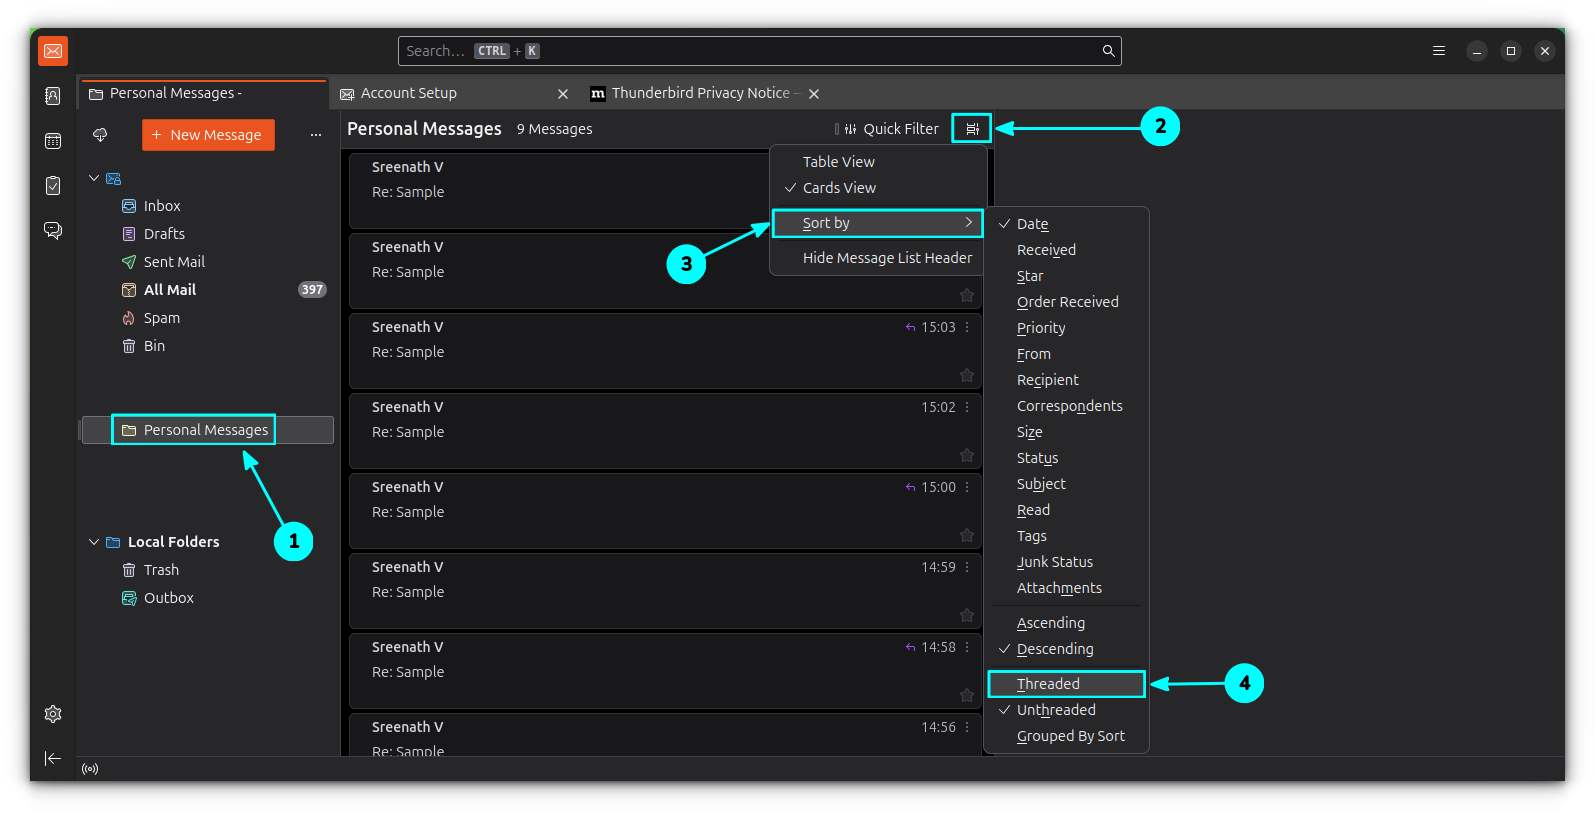 Search... CTRL + K
Personal Messages -
Account Setup
Thunderbird Privacy Notice –
+ New Message
Personal Messages 9 Messages
Quick Filter
2
Inbox
Drafts
Sent Mail
All Mail 397
Spam
Bin
Personal Messages
1
Local Folders
Trash
Outbox
Sreenath V
Re: Sample
Sreenath V
Re: Sample
Sreenath V 15:03
Re: Sample
Sreenath V 15:02
Re: Sample
Sreenath V 15:00
Re: Sample
Sreenath V 14:59
Re: Sample
Sreenath V 14:58
Re: Sample
Sreenath V 14:56
Re: Sample
Table View
Cards View
Sort by
Hide Message List Header
3
Date
Received
Star
Order Received
Priority
From
Recipient
Correspondents
Size
Status
Subject
Read
Tags
Junk Status
Attachments
Ascending
Descending
Threaded
4
Unthreaded
Grouped By Sort